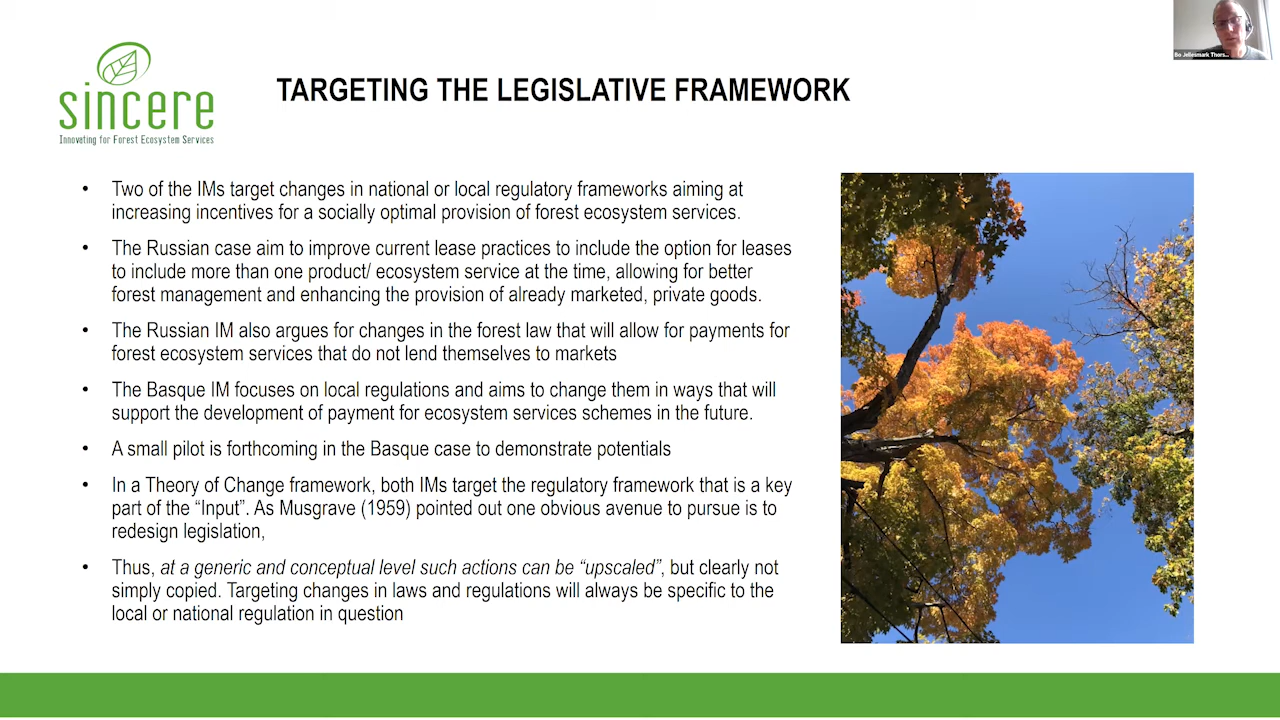 Bo Jellesmark Thors...
sincere
Innovating for Forest Ecosystem Services
TARGETING THE LEGISLATIVE FRAMEWORK
• Two of the IMs target changes in national or local regulatory frameworks aiming at
increasing incentives for a socially optimal provision of forest ecosystem services.
• The Russian case aim to improve current lease practices to include the option for leases
to include more than one product/ ecosystem service at the time, allowing for better
forest management and enhancing the provision of already marketed, private goods.
• The Russian IM also argues for changes in the forest law that will allow for payments for
forest ecosystem services that do not lend themselves to markets
• The Basque IM focuses on local regulations and aims to change them in ways that will
support the development of payment for ecosystem services schemes in the future.
• A small pilot is forthcoming in the Basque case to demonstrate potentials
• In a Theory of Change framework, both IMs target the regulatory framework that is a key
part of the “Input”. As Musgrave (1959) pointed out one obvious avenue to pursue is to
redesign legislation,
• Thus, at a generic and conceptual level such actions can be “upscaled”, but clearly not
simply copied. Targeting changes in laws and regulations will always be specific to the
local or national regulation in question